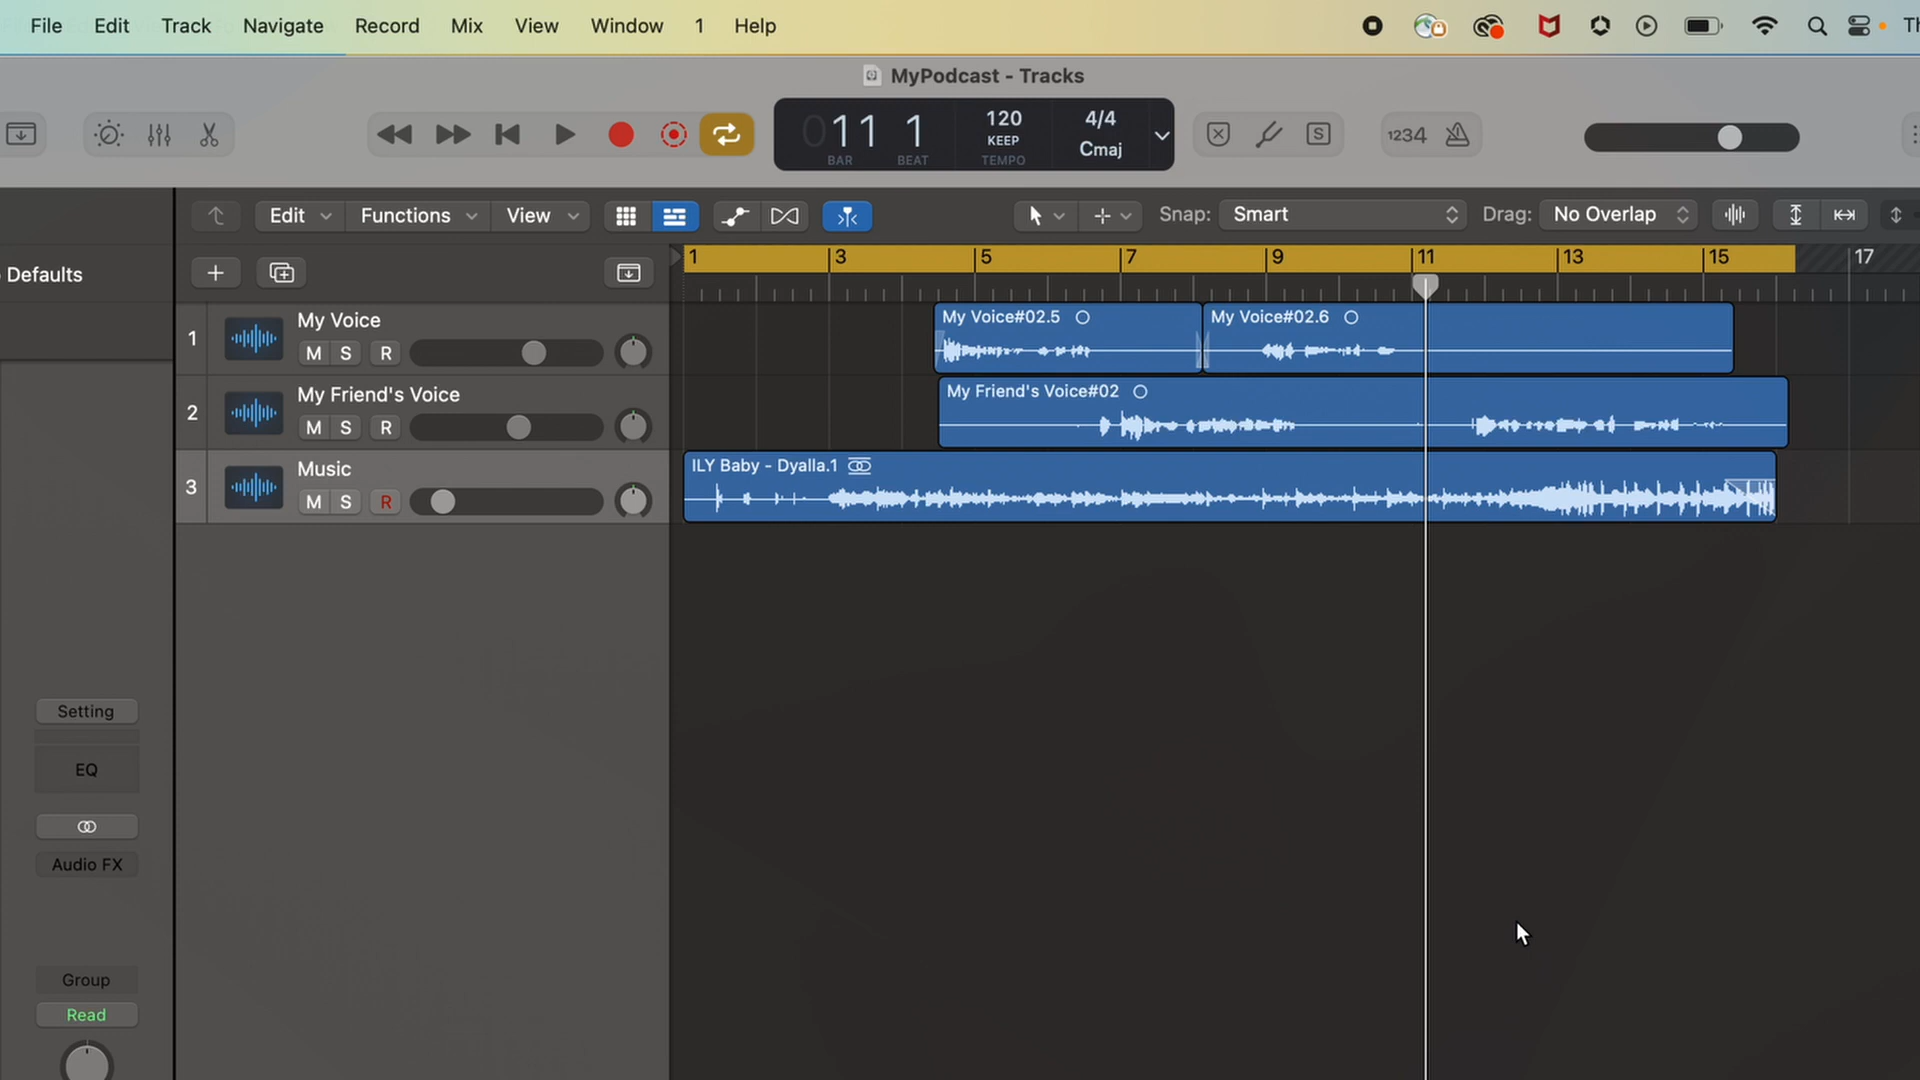 File Edit Track Navigate Record Mix View Window 1 Help
MyPodcast - Tracks
011 1 120 4/4
KEEP Cmaj
BAR BEAT TEMPO
S 1234
Edit Functions View Snap: Smart Drag: No Overlap
Defaults
1 3 5 7 9 11 13 15 17
1 My Voice
M S R
My Voice#02.5 My Voice#02.6
2 My Friend's Voice
M S R
My Friend's Voice#02
3 Music
M S R
ILY Baby - Dyalla.1
Setting
EQ
Audio FX
Group
Read